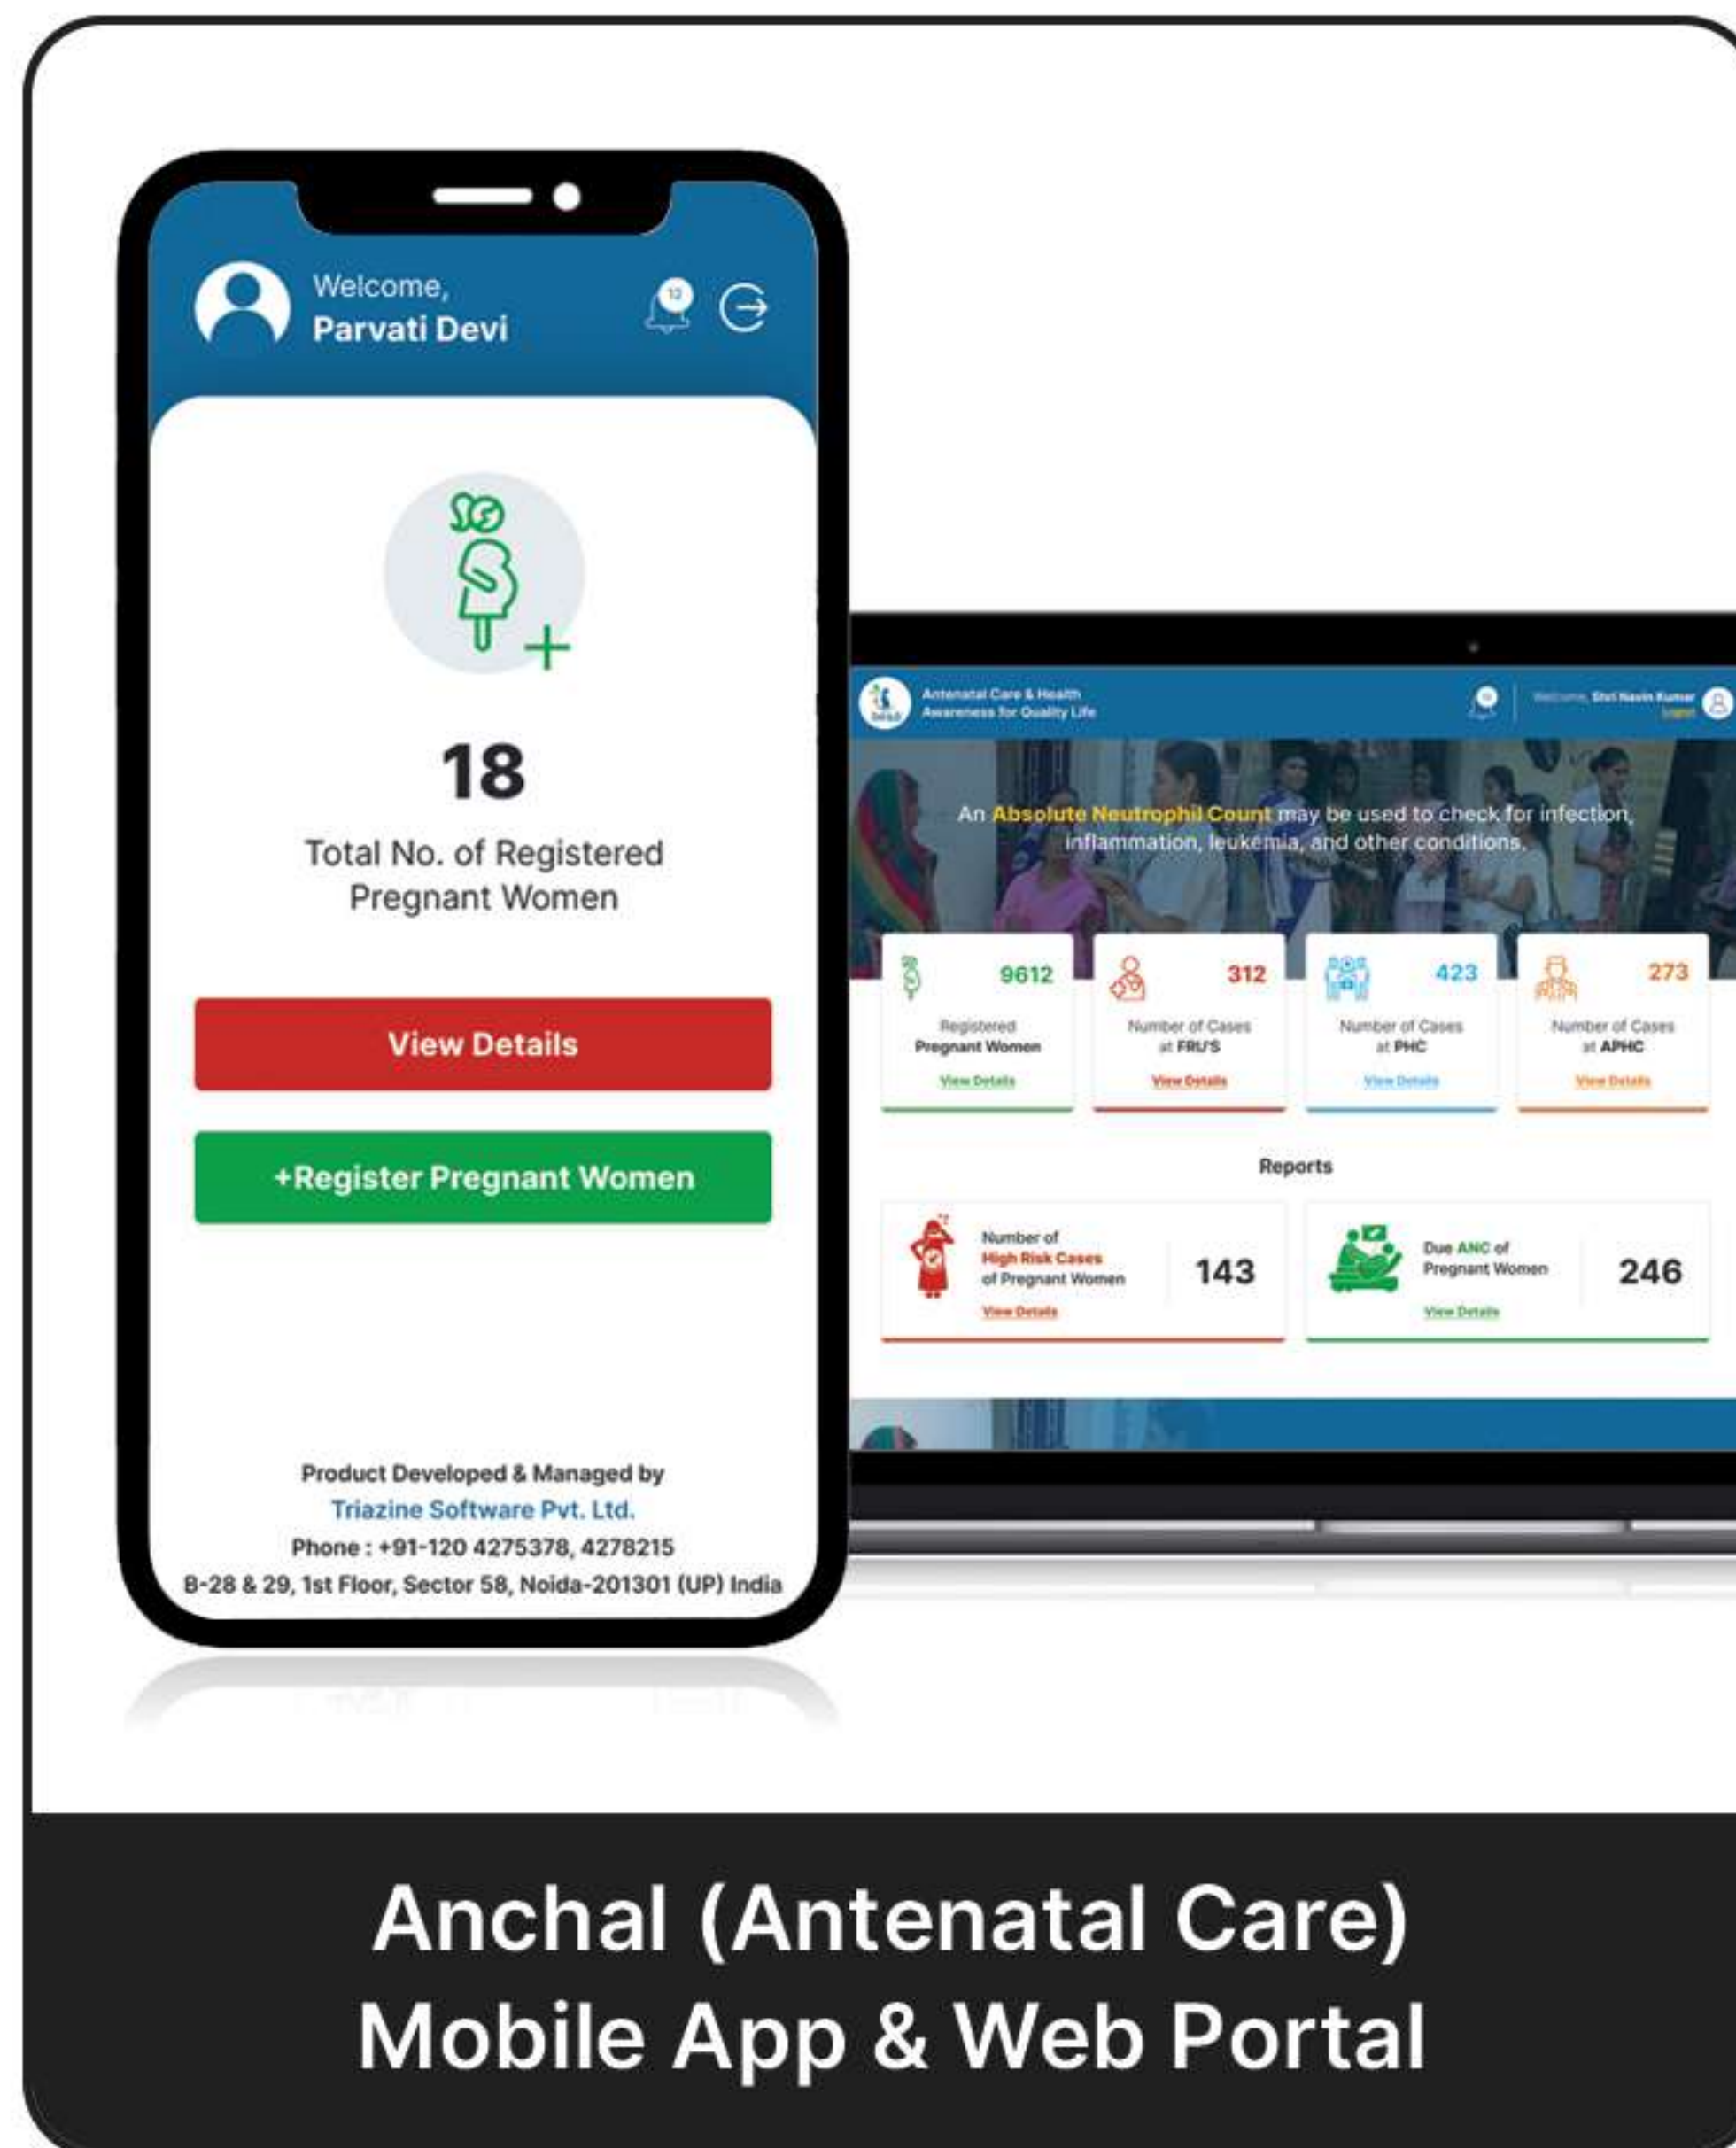 Welcome,
Parvati Devi
12
18
Total No. of Registered
Pregnant Women
View Details
+Register Pregnant Women
Product Developed & Managed by
Triazine Software Pvt. Ltd.
Phone : +91-120 4275378, 4278215
B-28 & 29, 1st Floor, Sector 58, Noida-201301 (UP) India
Antenatal Care & Health
Awareness for Quality Life
Welcome, Shri Navin Kumar
Logout
An Absolute Neutrophil Count may be used to check for infection,
inflammation, leukemia, and other conditions.
9612
Registered
Pregnant Women
View Details
312
Number of Cases
at FRU'S
View Details
423
Number of Cases
at PHC
View Details
273
Number of Cases
at APHC
View Details
Reports
Number of
High Risk Cases
of Pregnant Women
View Details
143
Due ANC of
Pregnant Women
View Details
246
Anchal (Antenatal Care)
Mobile App & Web Portal